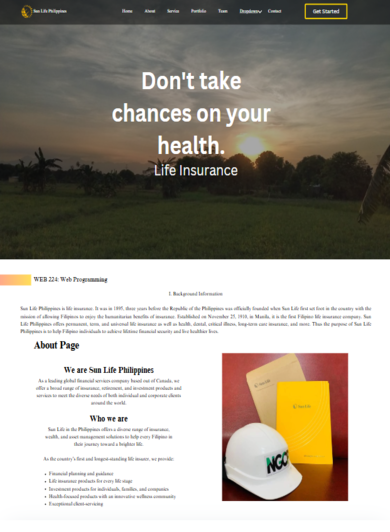 Sun Life Philippines
Home About Service Portfolio Team Dropdown Contact Get Started
Don't take
chances on your
health.
Life Insurance
WEB 224: Web Programming
I. Background Information
Sun Life Philippines is life insurance. It was in 1895, three years before the Republic of the Philippines was officially founded when Sun Life first set foot in the country with the
mission of allowing Filipinos to enjoy the humanitarian benefits of insurance. Established on November 25, 1910, in Manila, it is the first Filipino life insurance company. Sun
Life Philippines offers permanent, term, and universal life insurance as well as health, dental, critical illness, long-term care insurance, and more. Thus the purpose of Sun Life
Philippines is to help Filipino individuals to achieve lifetime financial security and live healthier lives.
About Page
We are Sun Life Philippines
As a leading global financial services company based out of Canada, we
offer a broad range of insurance, retirement, and investment products and
services to meet the diverse needs of both individual and corporate clients
around the world.
Who we are
Sun Life in the Philippines offers a diverse range of insurance,
wealth, and asset management solutions to help every Filipino in
their journey toward a brighter life.
As the country's first and longest-standing life insurer, we provide:
Financial planning and guidance
Life insurance products for every life stage
Investment products for individuals, families, and companies
Health-focused products with an innovative wellness community
Exceptional client-servicing
NGC